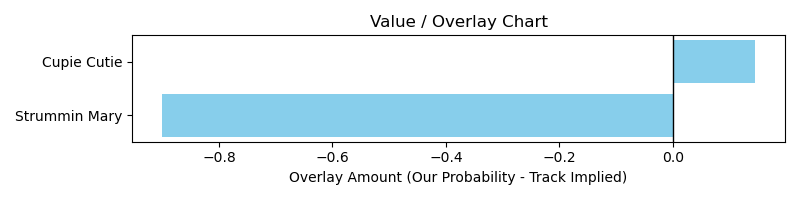 Value / Overlay Chart
Cupie Cutie
Strummin Mary
−0.8 −0.6 −0.4 −0.2 0.0
Overlay Amount (Our Probability - Track Implied)